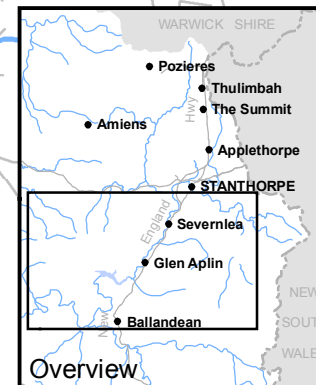 WARWICK SHIRE
Pozieres
Thulimbah
Hwy
The Summit
Amiens
Applethorpe
STANTHORPE
England
Severnlea
Glen Aplin
NEW
SOUT
New
Ballandean
WALE
Overview